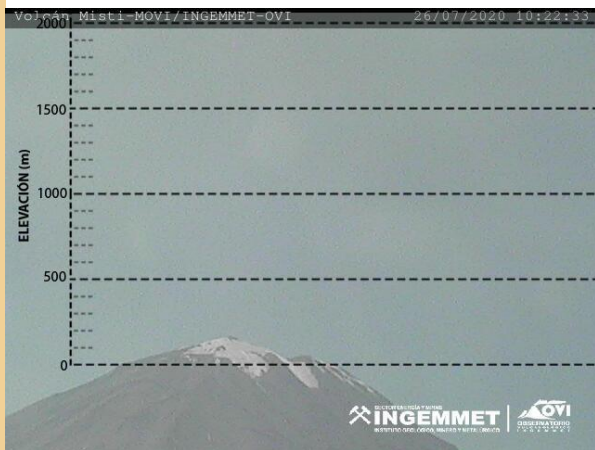 Volcán Misti-MOVI/INGEMMET-OVI 26/07/2020 10:22:33
2000
1500
ELEVACIÓN (m)
1000
500
0
INGEMMET
OVI
OBSERVATORIO